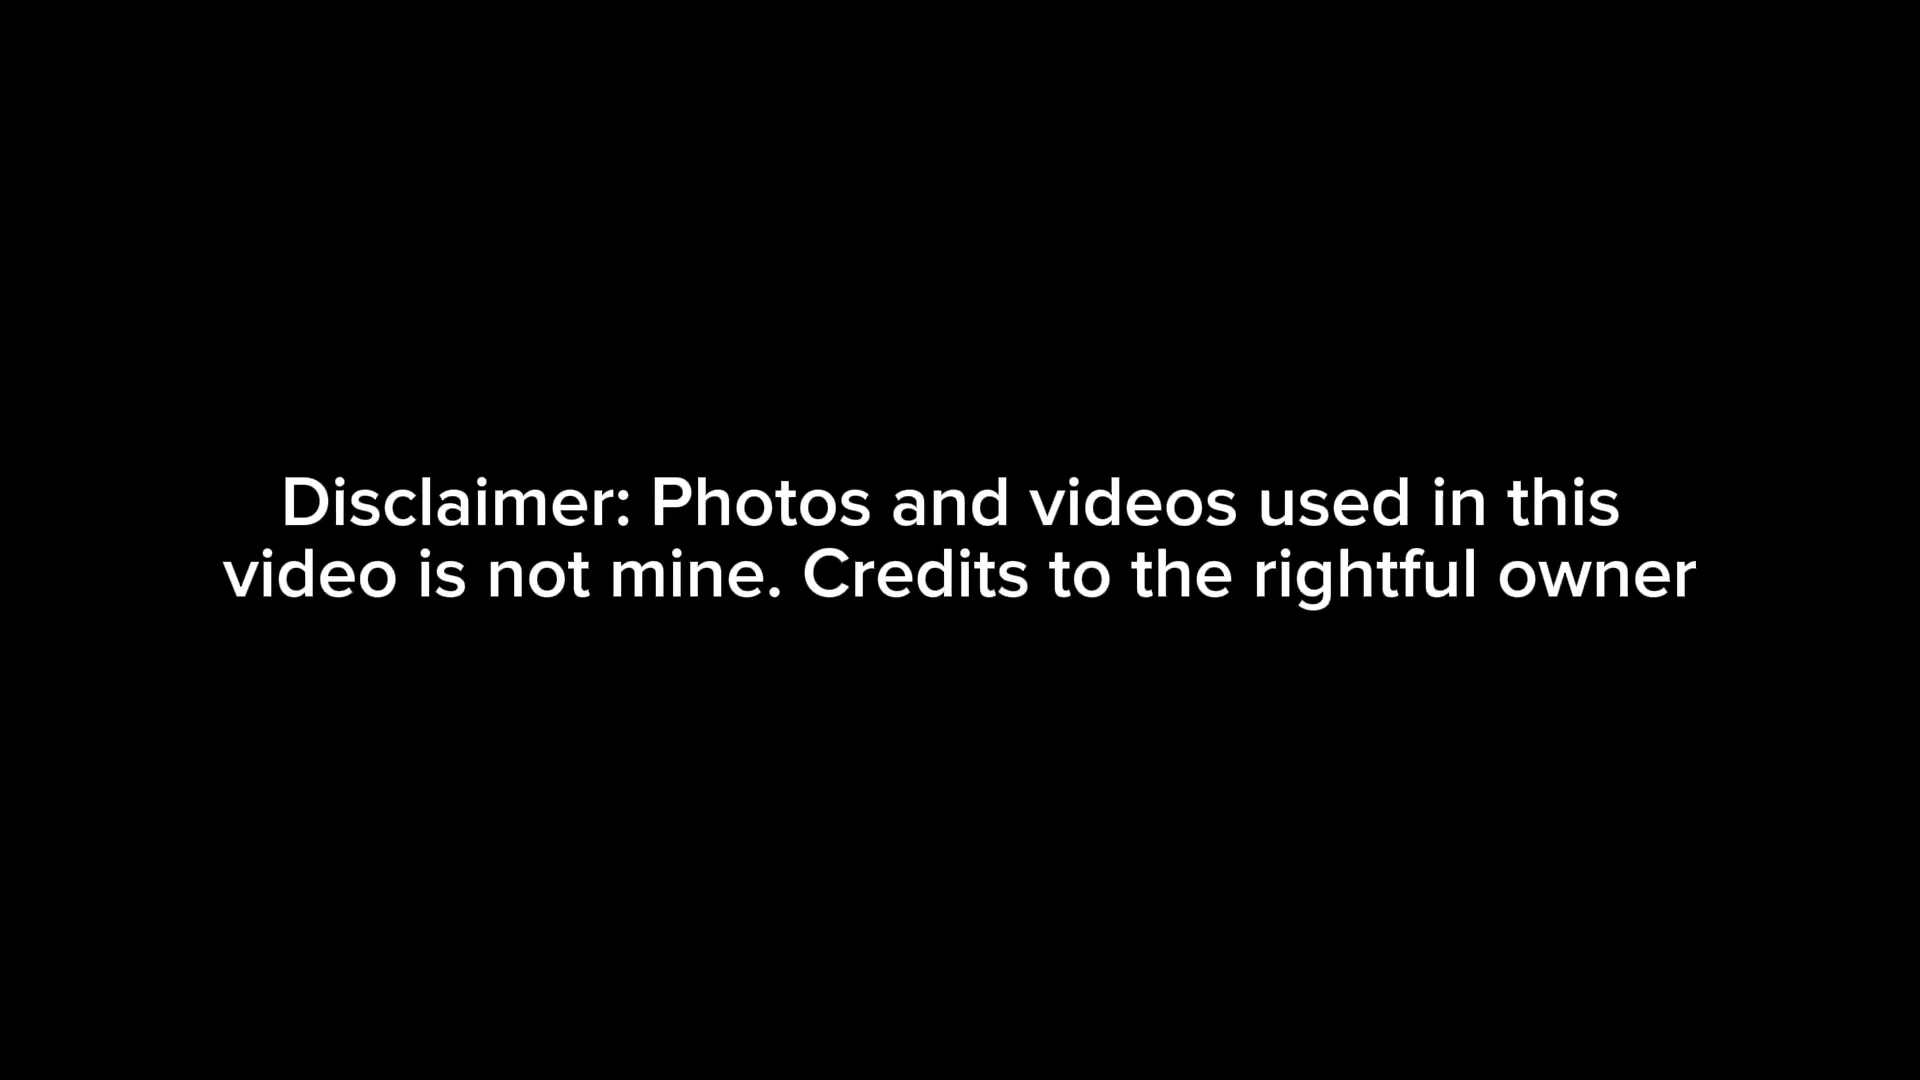 Disclaimer: Photos and videos used in this
video is not mine. Credits to the rightful owner